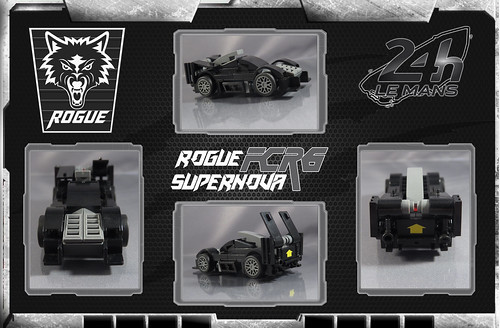 ROGUE
24h
LE MANS
ROGUE FCR6
SUPERNOVA